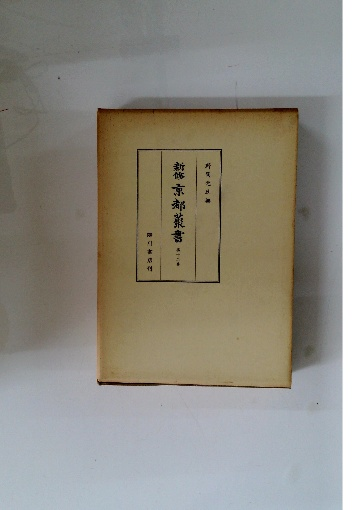 野間光辰編
新修 京都叢書
臨川書店刊